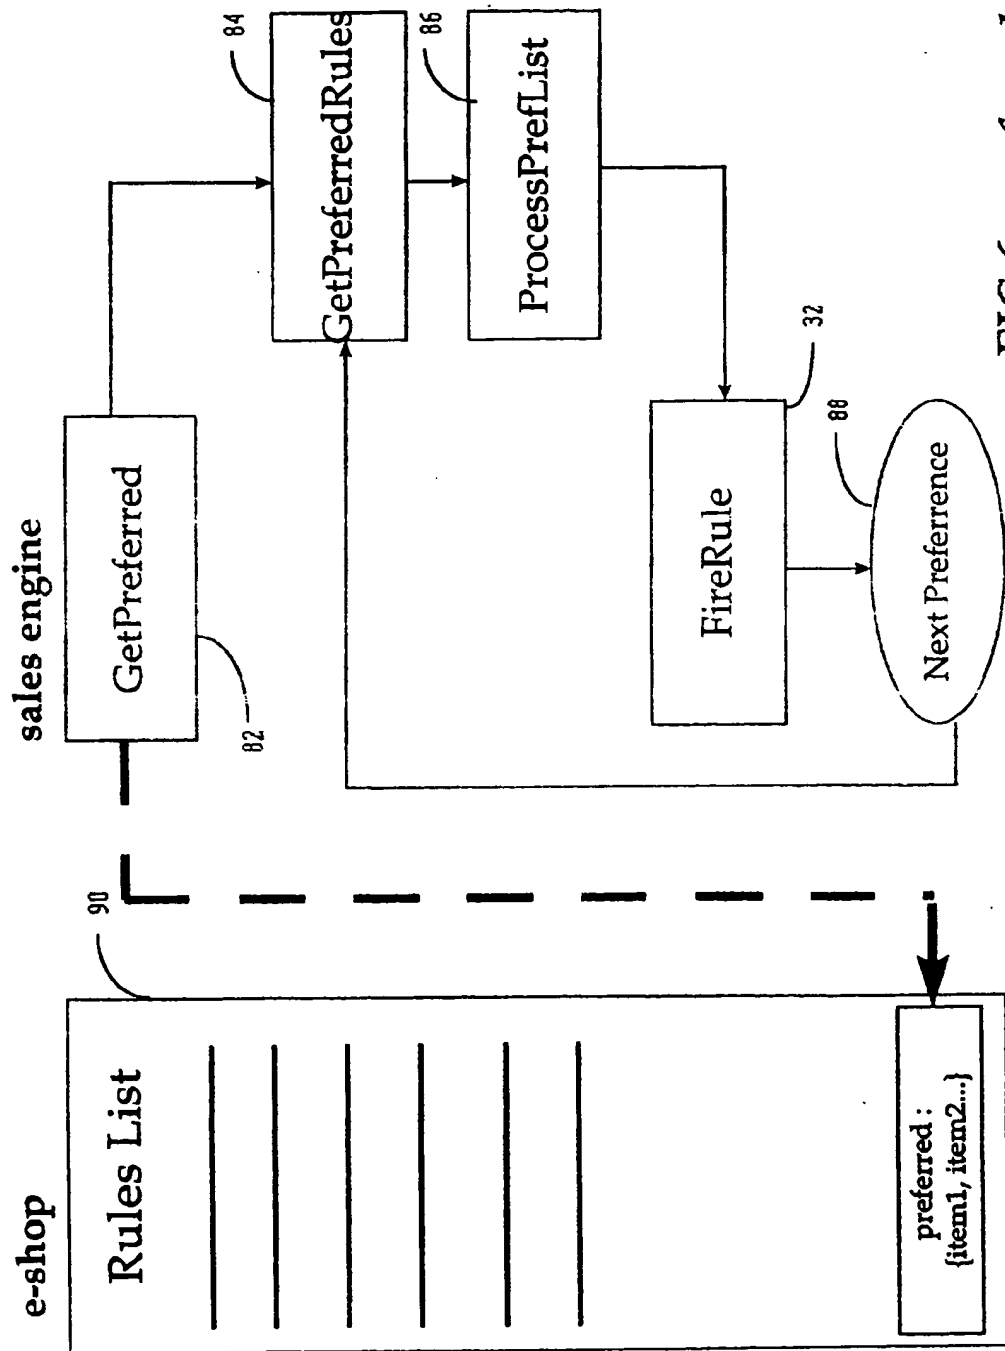 e-shop
Rules List
90
preferred :
{item1, item2...}
sales engine
GetPreferred
82
84
GetPreferredRules
86
ProcessPrefList
FireRule
32
88
Next Preferrence